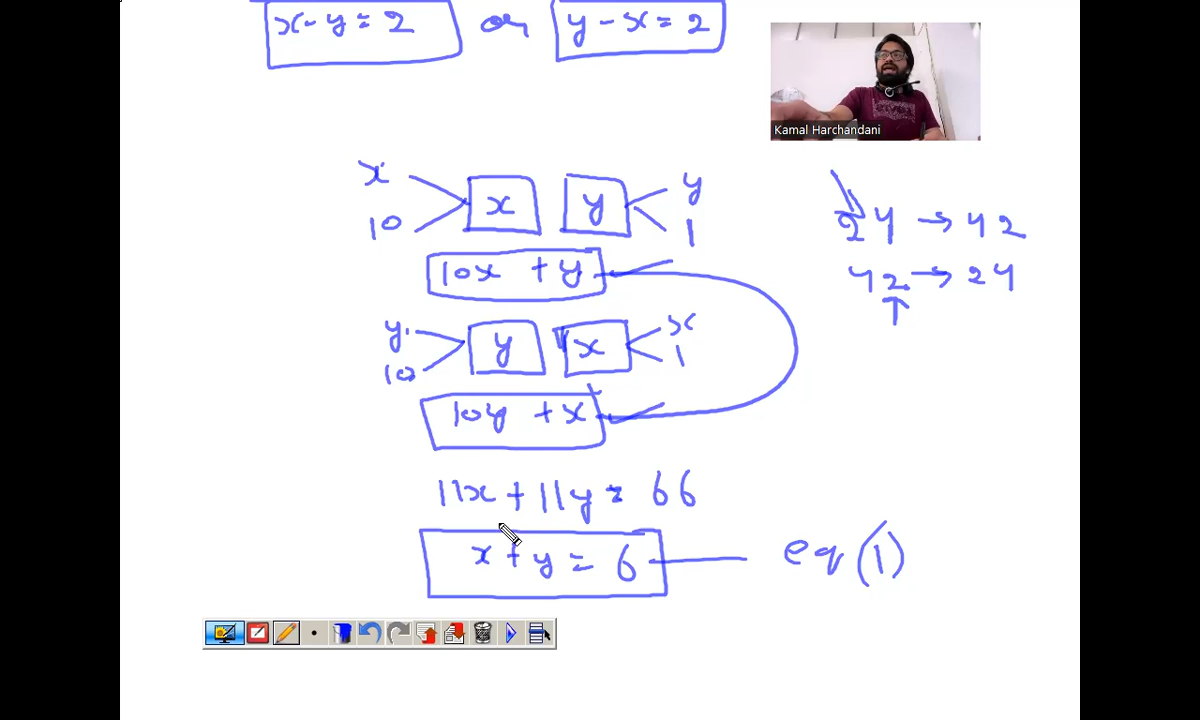 x - y = 2 or y - x = 2
Kamal Harchandani
x
10
x y
y
1
10x + y
24 → 42
42 → 24
y
10
y x
x
1
10y + x
11x + 11y = 66
x + y = 6 eq (1)